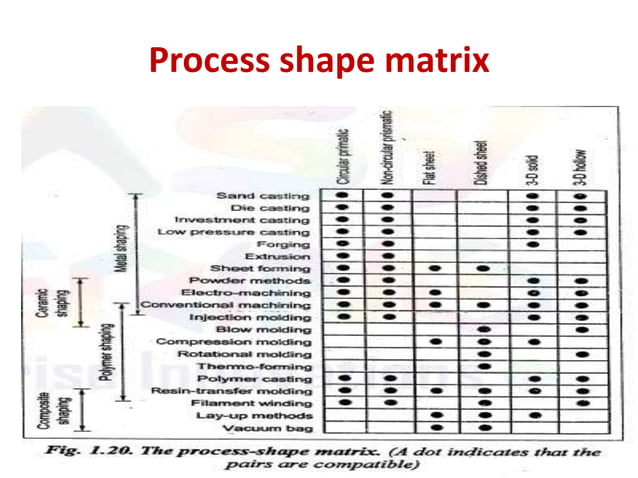 Process shape matrix
Circular primatic
Non-circular prismatic
Flat sheet
Dished sheet
3-D solid
3-D hollow
Metal shaping
Ceramic shaping
Polymer shaping
Composite shaping
Sand casting
Die casting
Investment casting
Low pressure casting
Forging
Extrusion
Sheet forming
Powder methods
Electro-machining
Conventional machining
Injection molding
Blow molding
Compression molding
Rotational molding
Thermo-forming
Polymer casting
Resin-transfer molding
Filament winding
Lay-up methods
Vacuum bag
Fig. 1.20. The process-shape matrix. (A dot indicates that the
pairs are compatible)